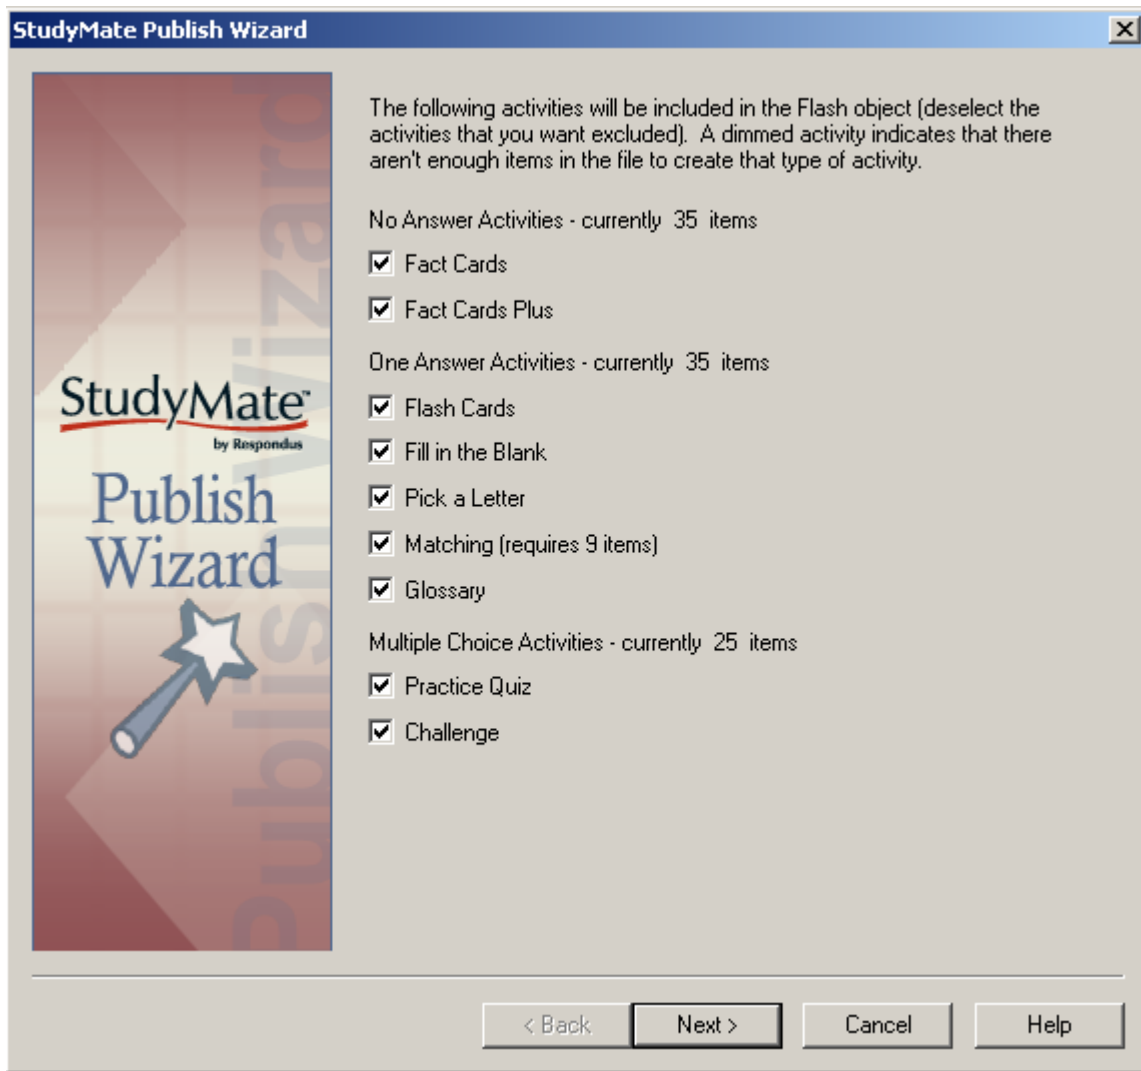 StudyMate Publish Wizard
The following activities will be included in the Flash object (deselect the
activities that you want excluded). A dimmed activity indicates that there
aren't enough items in the file to create that type of activity.
No Answer Activities - currently 35 items
Fact Cards
Fact Cards Plus
One Answer Activities - currently 35 items
Flash Cards
Fill in the Blank
Pick a Letter
Matching (requires 9 items)
Glossary
Multiple Choice Activities - currently 25 items
Practice Quiz
Challenge
Publish Wizard
StudyMate™
by Respondus
Publish
Wizard
< Back
Next >
Cancel
Help